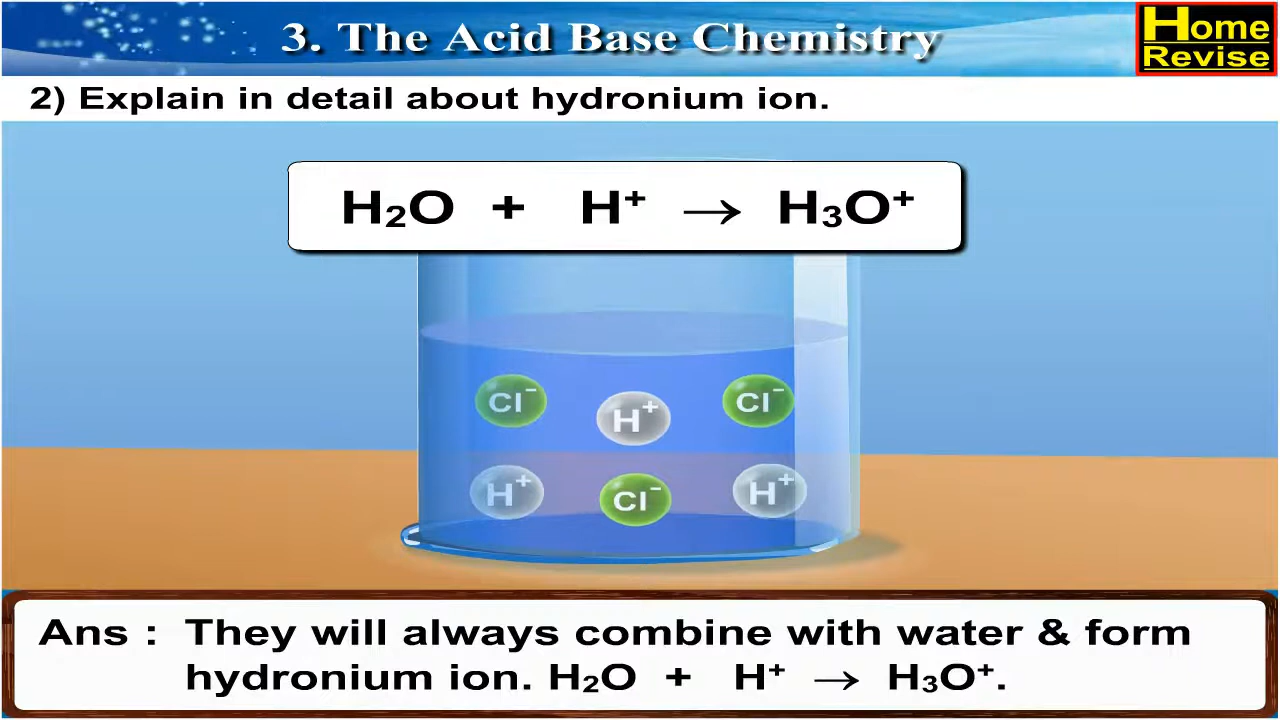 3. The Acid Base Chemistry
Home
Revise
2) Explain in detail about hydronium ion.
H₂O + H⁺ → H₃O⁺
Cl⁻ H⁺ Cl⁻
H⁺ Cl⁻ H⁺
Ans : They will always combine with water & form
hydronium ion. H₂O + H⁺ → H₃O⁺.